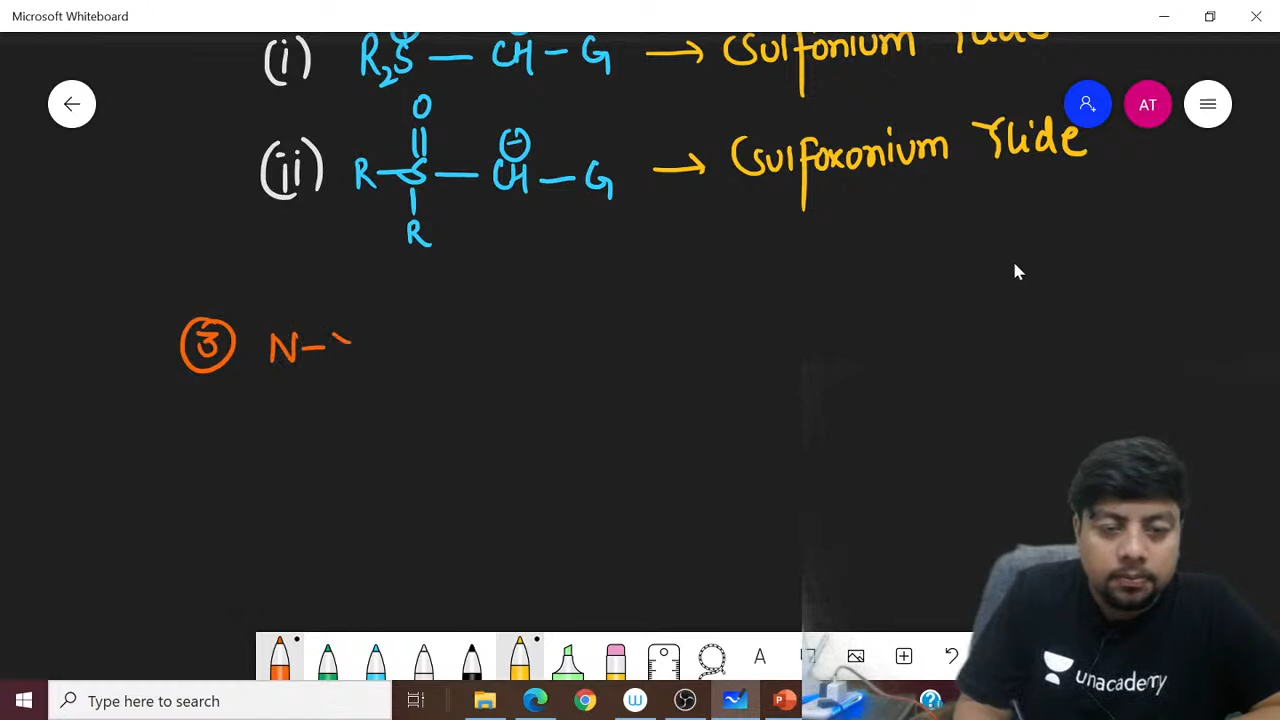 Microsoft Whiteboard
(i) R2S — CH — G → (Sulfonium Ylide
O
(ii) R — S — CH — G → (Sulfoxonium Ylide
R
AT
3 N-
unacademy
A
Type here to search